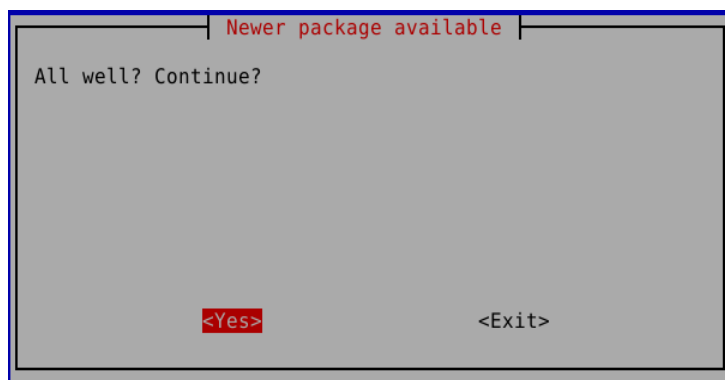 Newer package available
All well? Continue?
<Yes> <Exit>